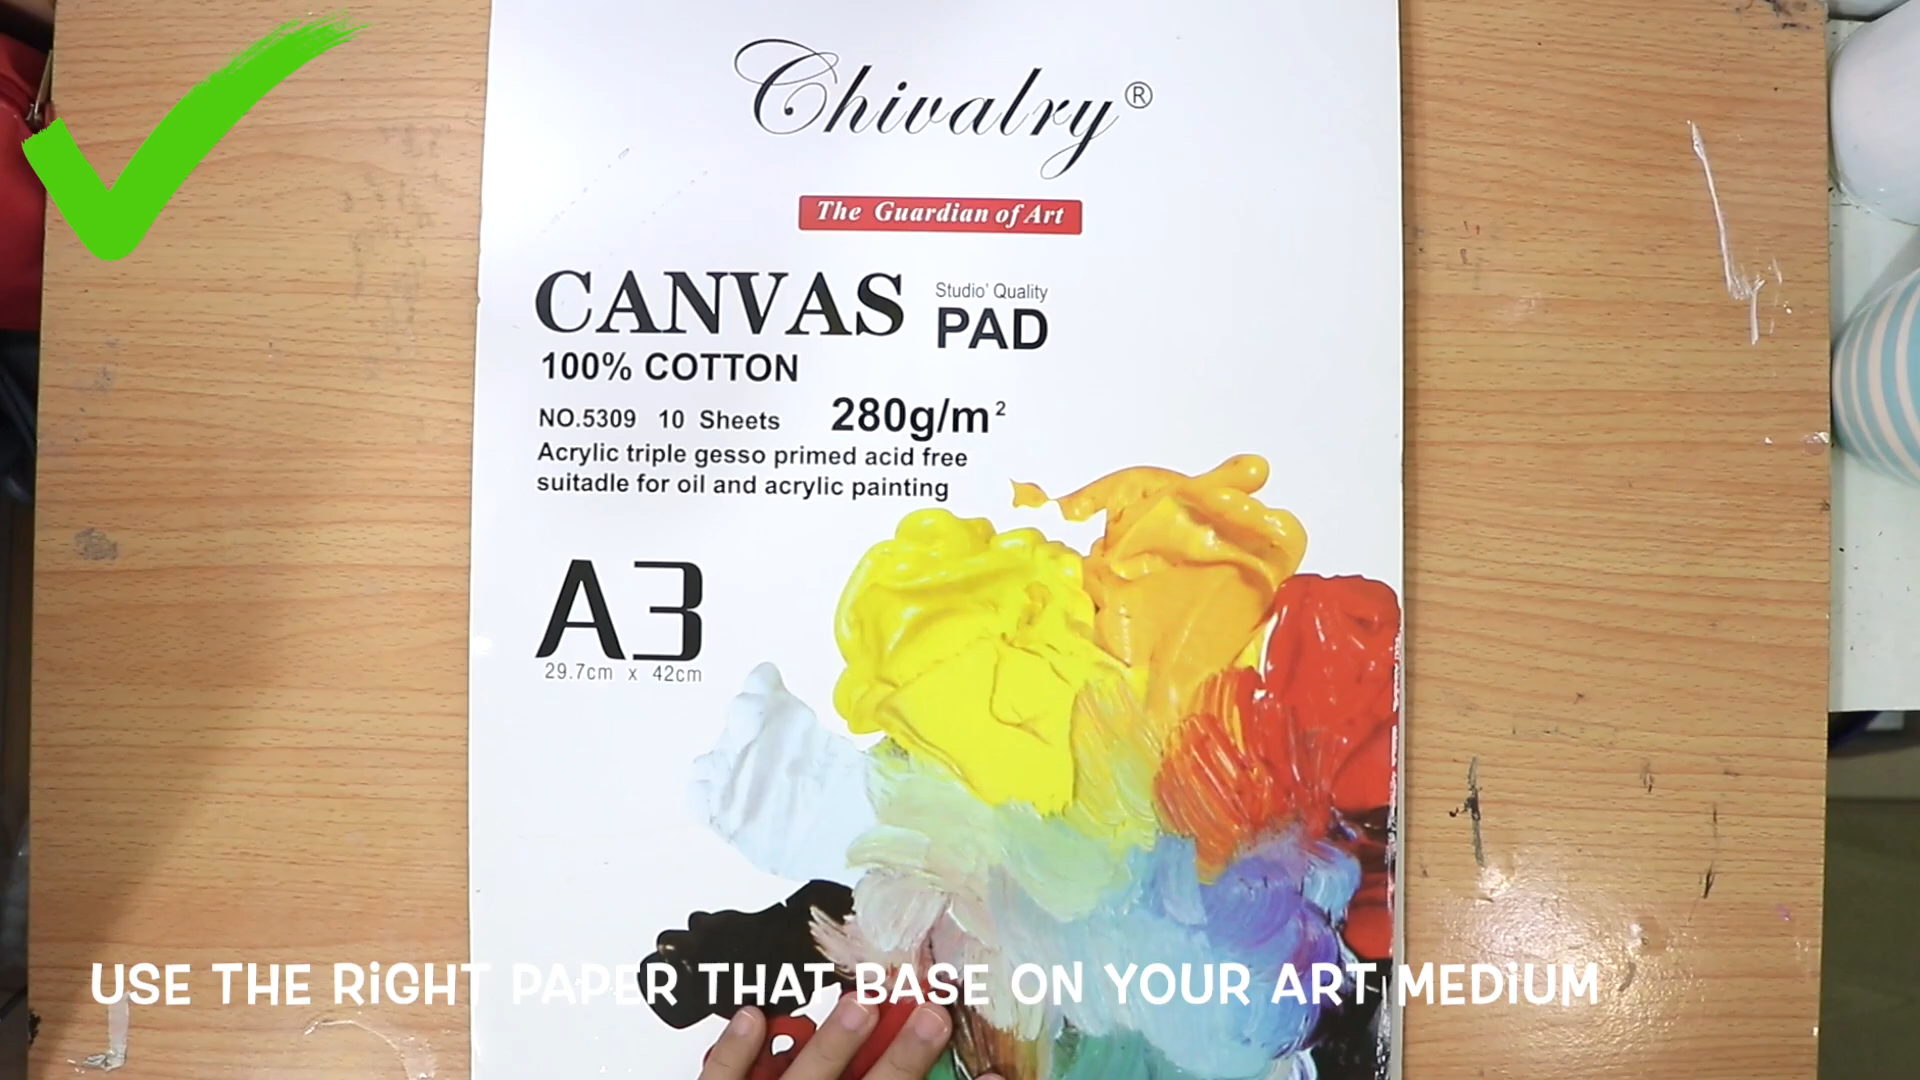 Chivalry®
The Guardian of Art
CANVAS
Studio' Quality
PAD
100% COTTON
NO.5309 10 Sheets 280g/m²
Acrylic triple gesso primed acid free
suitadle for oil and acrylic painting
A3
29.7cm x 42cm
USE THE RiGHT PAPER THAT BASE ON YOUR ART MEDiUM